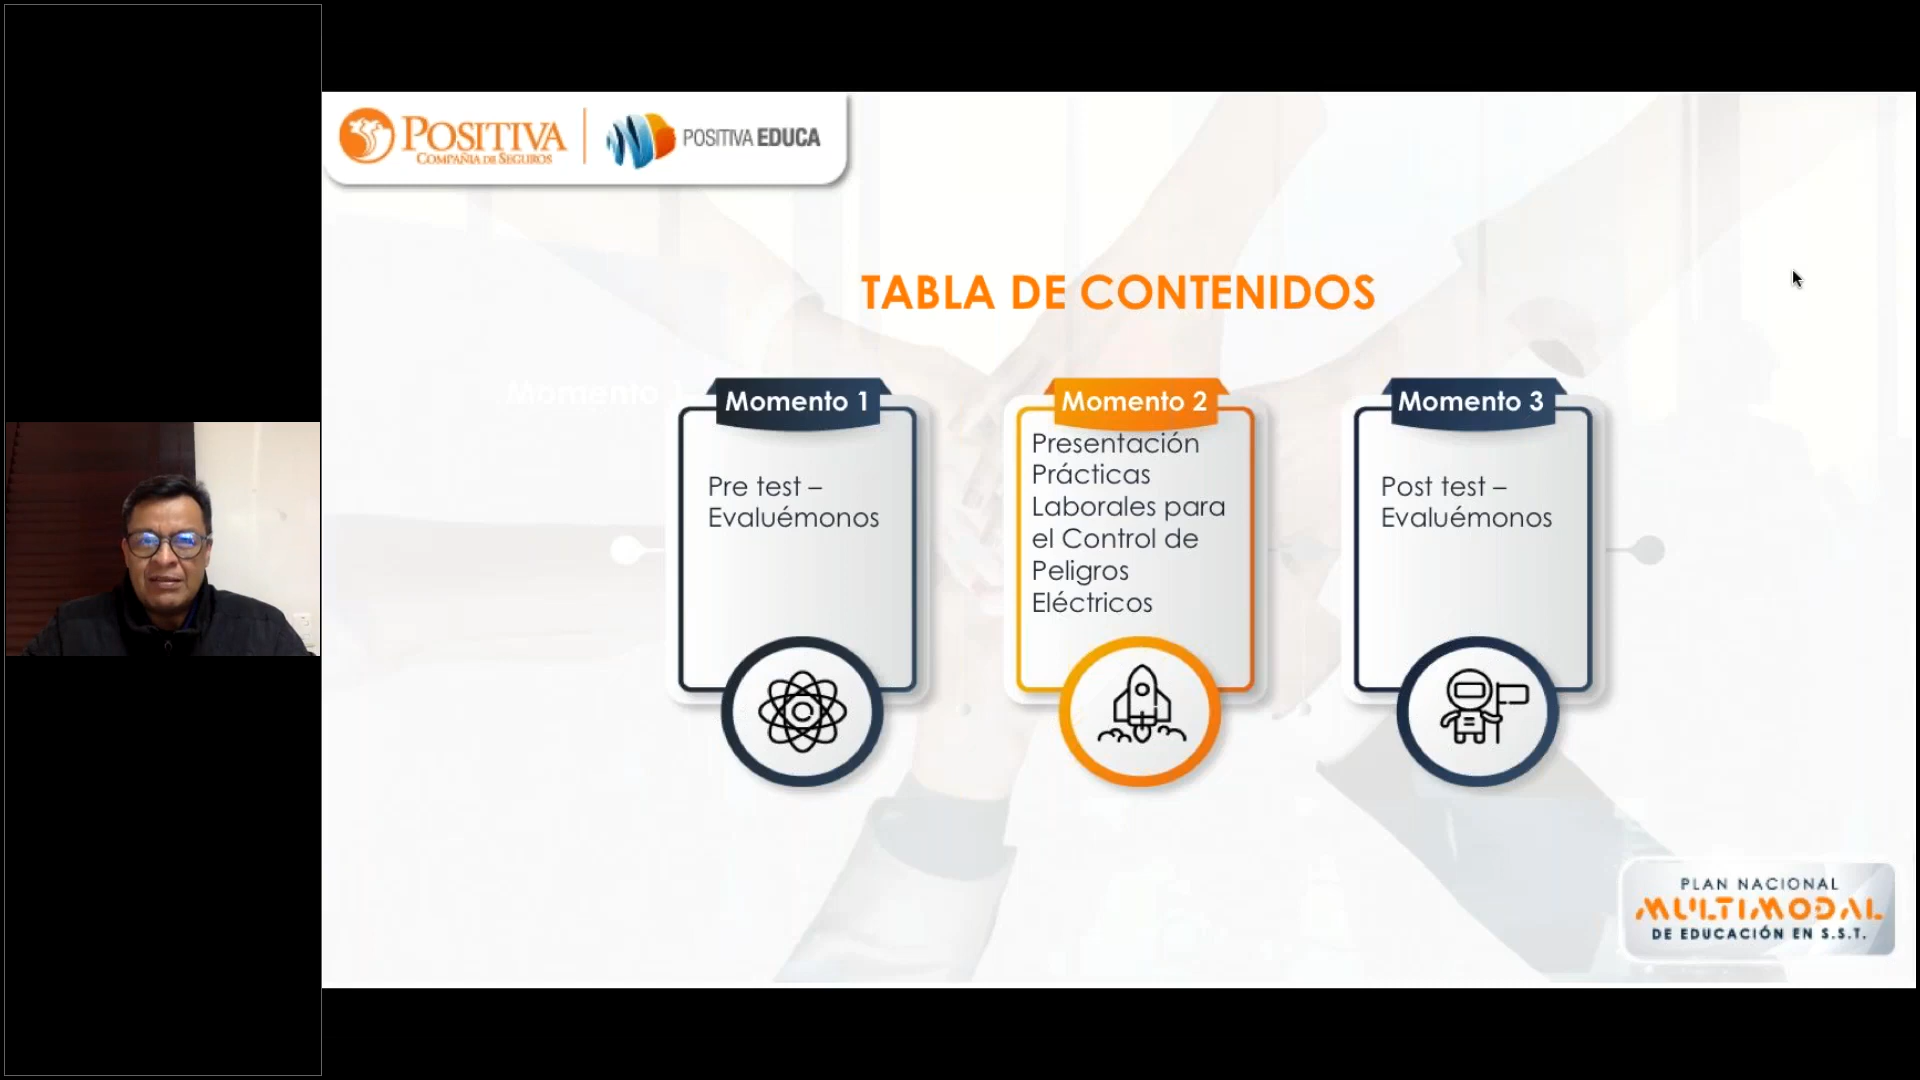 POSITIVA
COMPAÑIA DE SEGUROS
POSITIVA EDUCA
TABLA DE CONTENIDOS
Momento 1
Momento 1
Pre test –
Evaluémonos
Momento 2
Presentación
Prácticas
Laborales para
el Control de
Peligros
Eléctricos
Momento 3
Post test –
Evaluémonos
PLAN NACIONAL
MULTIMODAL
DE EDUCACIÓN EN S.S.T.